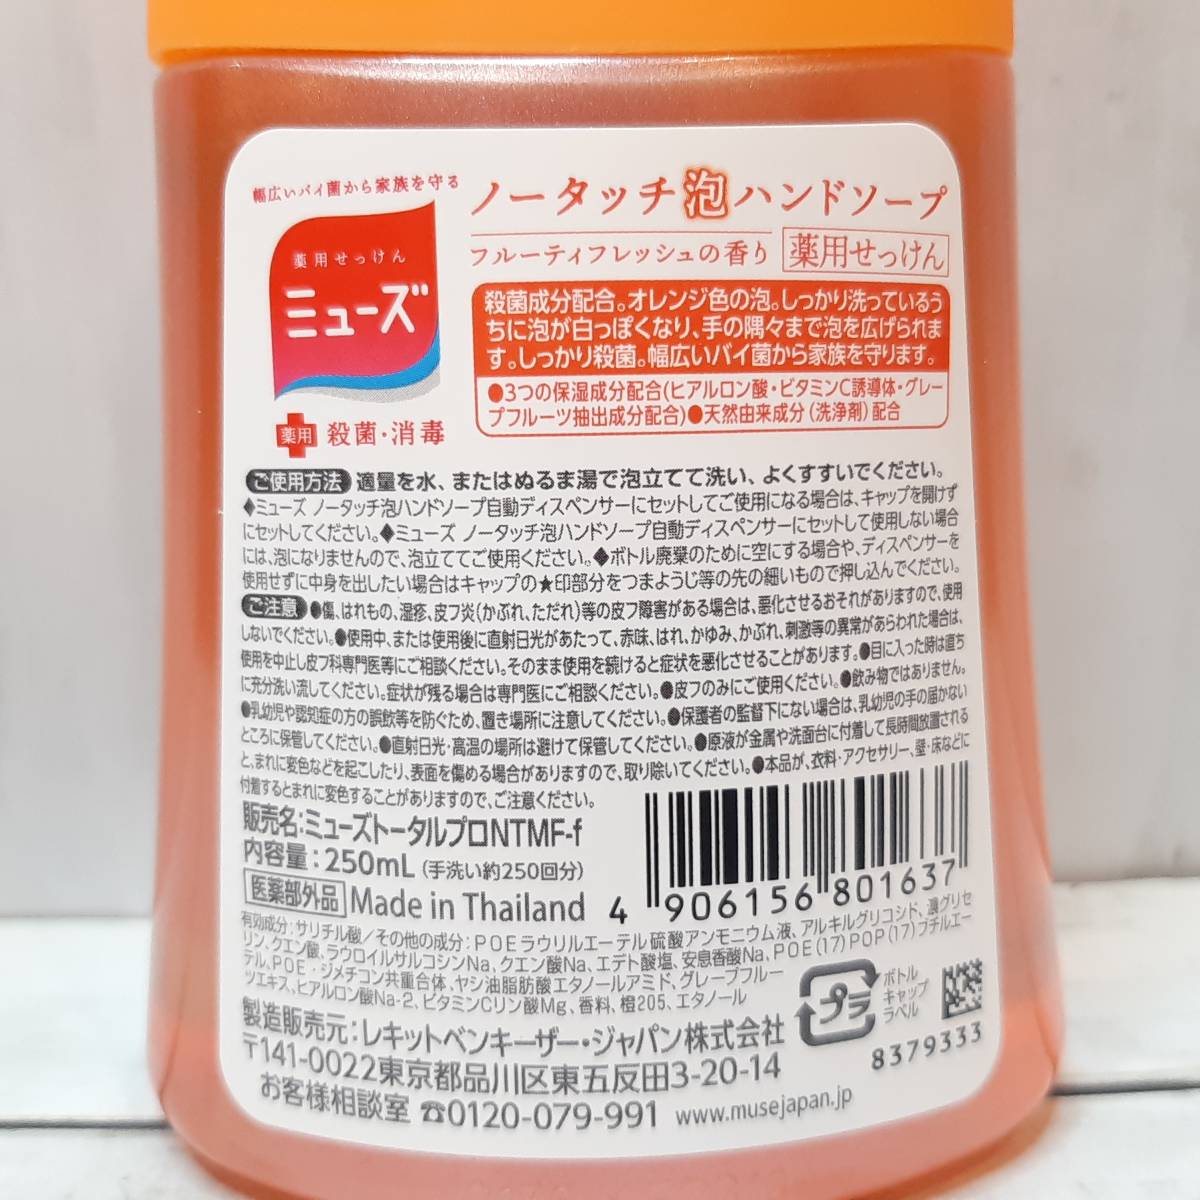 幅広いバイ菌から家族を守る
薬用せっけん
ミューズ
薬用 殺菌・消毒
ノータッチ泡ハンドソープ
フルーティフレッシュの香り 薬用せっけん
殺菌成分配合。オレンジ色の泡。しっかり洗っているう
ちに泡が白っぽくなり、手の隅々まで泡を広げられま
す。しっかり殺菌。幅広いバイ菌から家族を守ります。
●3つの保湿成分配合(ヒアルロン酸・ビタミンC誘導体・グレー
プフルーツ抽出成分配合)●天然由来成分(洗浄剤)配合
ご使用方法 適量を水、またはぬるま湯で泡立てて洗い、よくすすいでください。
◆ミューズ ノータッチ泡ハンドソープ自動ディスペンサーにセットしてご使用になる場合は、キャップを開けず
にセットしてください。◆ミューズ ノータッチ泡ハンドソープ自動ディスペンサーにセットして使用しない場合
には、泡になりませんので、泡立ててご使用ください。◆ボトル廃棄のために空にする場合や、ディスペンサーを
使用せずに中身を出したい場合はキャップの★印部分をつまようじ等の先の細いもので押し込んでください。
ご注意 ●傷、はれもの、湿疹、皮フ炎(かぶれ、ただれ)等の皮フ障害がある場合は、悪化させるおそれがありますので、使用
しないでください。●使用中、または使用後に直射日光があたって、赤味、はれ、かゆみ、かぶれ、刺激等の異常があらわれた場合は、
使用を中止し皮フ科専門医等にご相談ください。そのまま使用を続けると症状を悪化させることがあります。●目に入った時は直ち
に充分洗い流してください。症状が残る場合は専門医にご相談ください。●皮フのみにご使用ください。●飲み物ではありません。
●乳幼児や認知症の方の誤飲等を防ぐため、置き場所に注意してください。●保護者の監督下にない場合は、乳幼児の手の届かない
ところに保管してください。●直射日光・高温の場所は避けて保管してください。●原液が金属や洗面台に付着して長時間放置される
と、まれに変色などを起こしたり、表面を傷める場合がありますので、取り除いてください。●本品が、衣料・アクセサリー、壁・床などに
付着するとまれに変色することがありますので、ご注意ください。
販売名:ミューズトータルプロNTMF-f
内容量:250mL (手洗い約250回分)
医薬部外品 Made in Thailand
4 906156 801637
有効成分:サリチル酸/その他の成分:POEラウリルエーテル硫酸アンモニウム液、アルキルグリコシド、濃グリセ
リン、クエン酸、ラウロイルサルコシンNa、クエン酸Na、エデト酸塩、安息香酸Na、POE(17)POP(17)ブチルエー
テル、POE・ジメチコン共重合体、ヤシ油脂肪酸エタノールアミド、グレープフルー
ツエキス、ヒアルロン酸Na-2、ビタミンCリン酸Mg、香料、橙205、エタノール
プラ
ボトル
キャップ
ラベル
製造販売元:レキットベンキーザー・ジャパン株式会社
〒141-0022東京都品川区東五反田3-20-14
お客様相談室 ☎0120-079-991
www.musejapan.jp
8379333